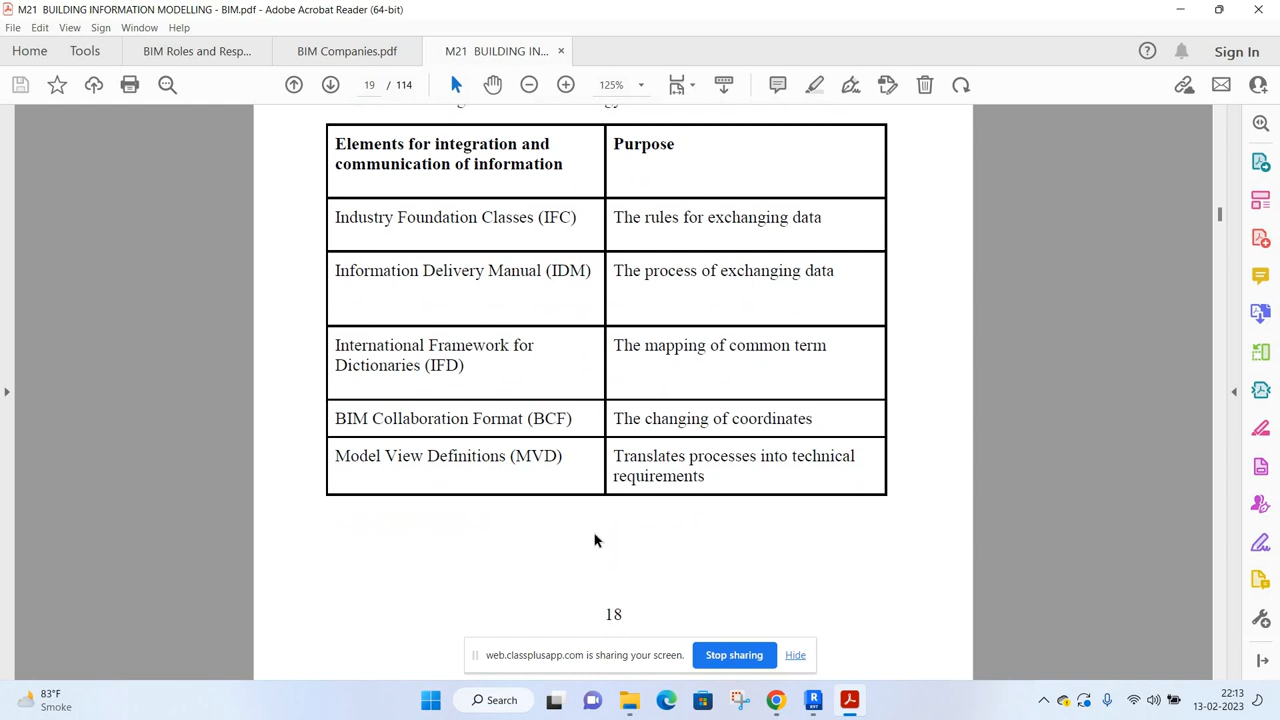 M21 BUILDING INFORMATION MODELLING - BIM.pdf - Adobe Acrobat Reader (64-bit)
File Edit View Sign Window Help
Home Tools BIM Roles and Resp... BIM Companies.pdf M21 BUILDING IN... Sign In
19 / 114 125%
Elements for integration and Purpose
communication of information
Industry Foundation Classes (IFC) The rules for exchanging data
Information Delivery Manual (IDM) The process of exchanging data
International Framework for The mapping of common term
Dictionaries (IFD)
BIM Collaboration Format (BCF) The changing of coordinates
Model View Definitions (MVD) Translates processes into technical
requirements
18
web.classplusapp.com is sharing your screen. Stop sharing Hide
83°F
Smoke
Search
22:13
13-02-2023